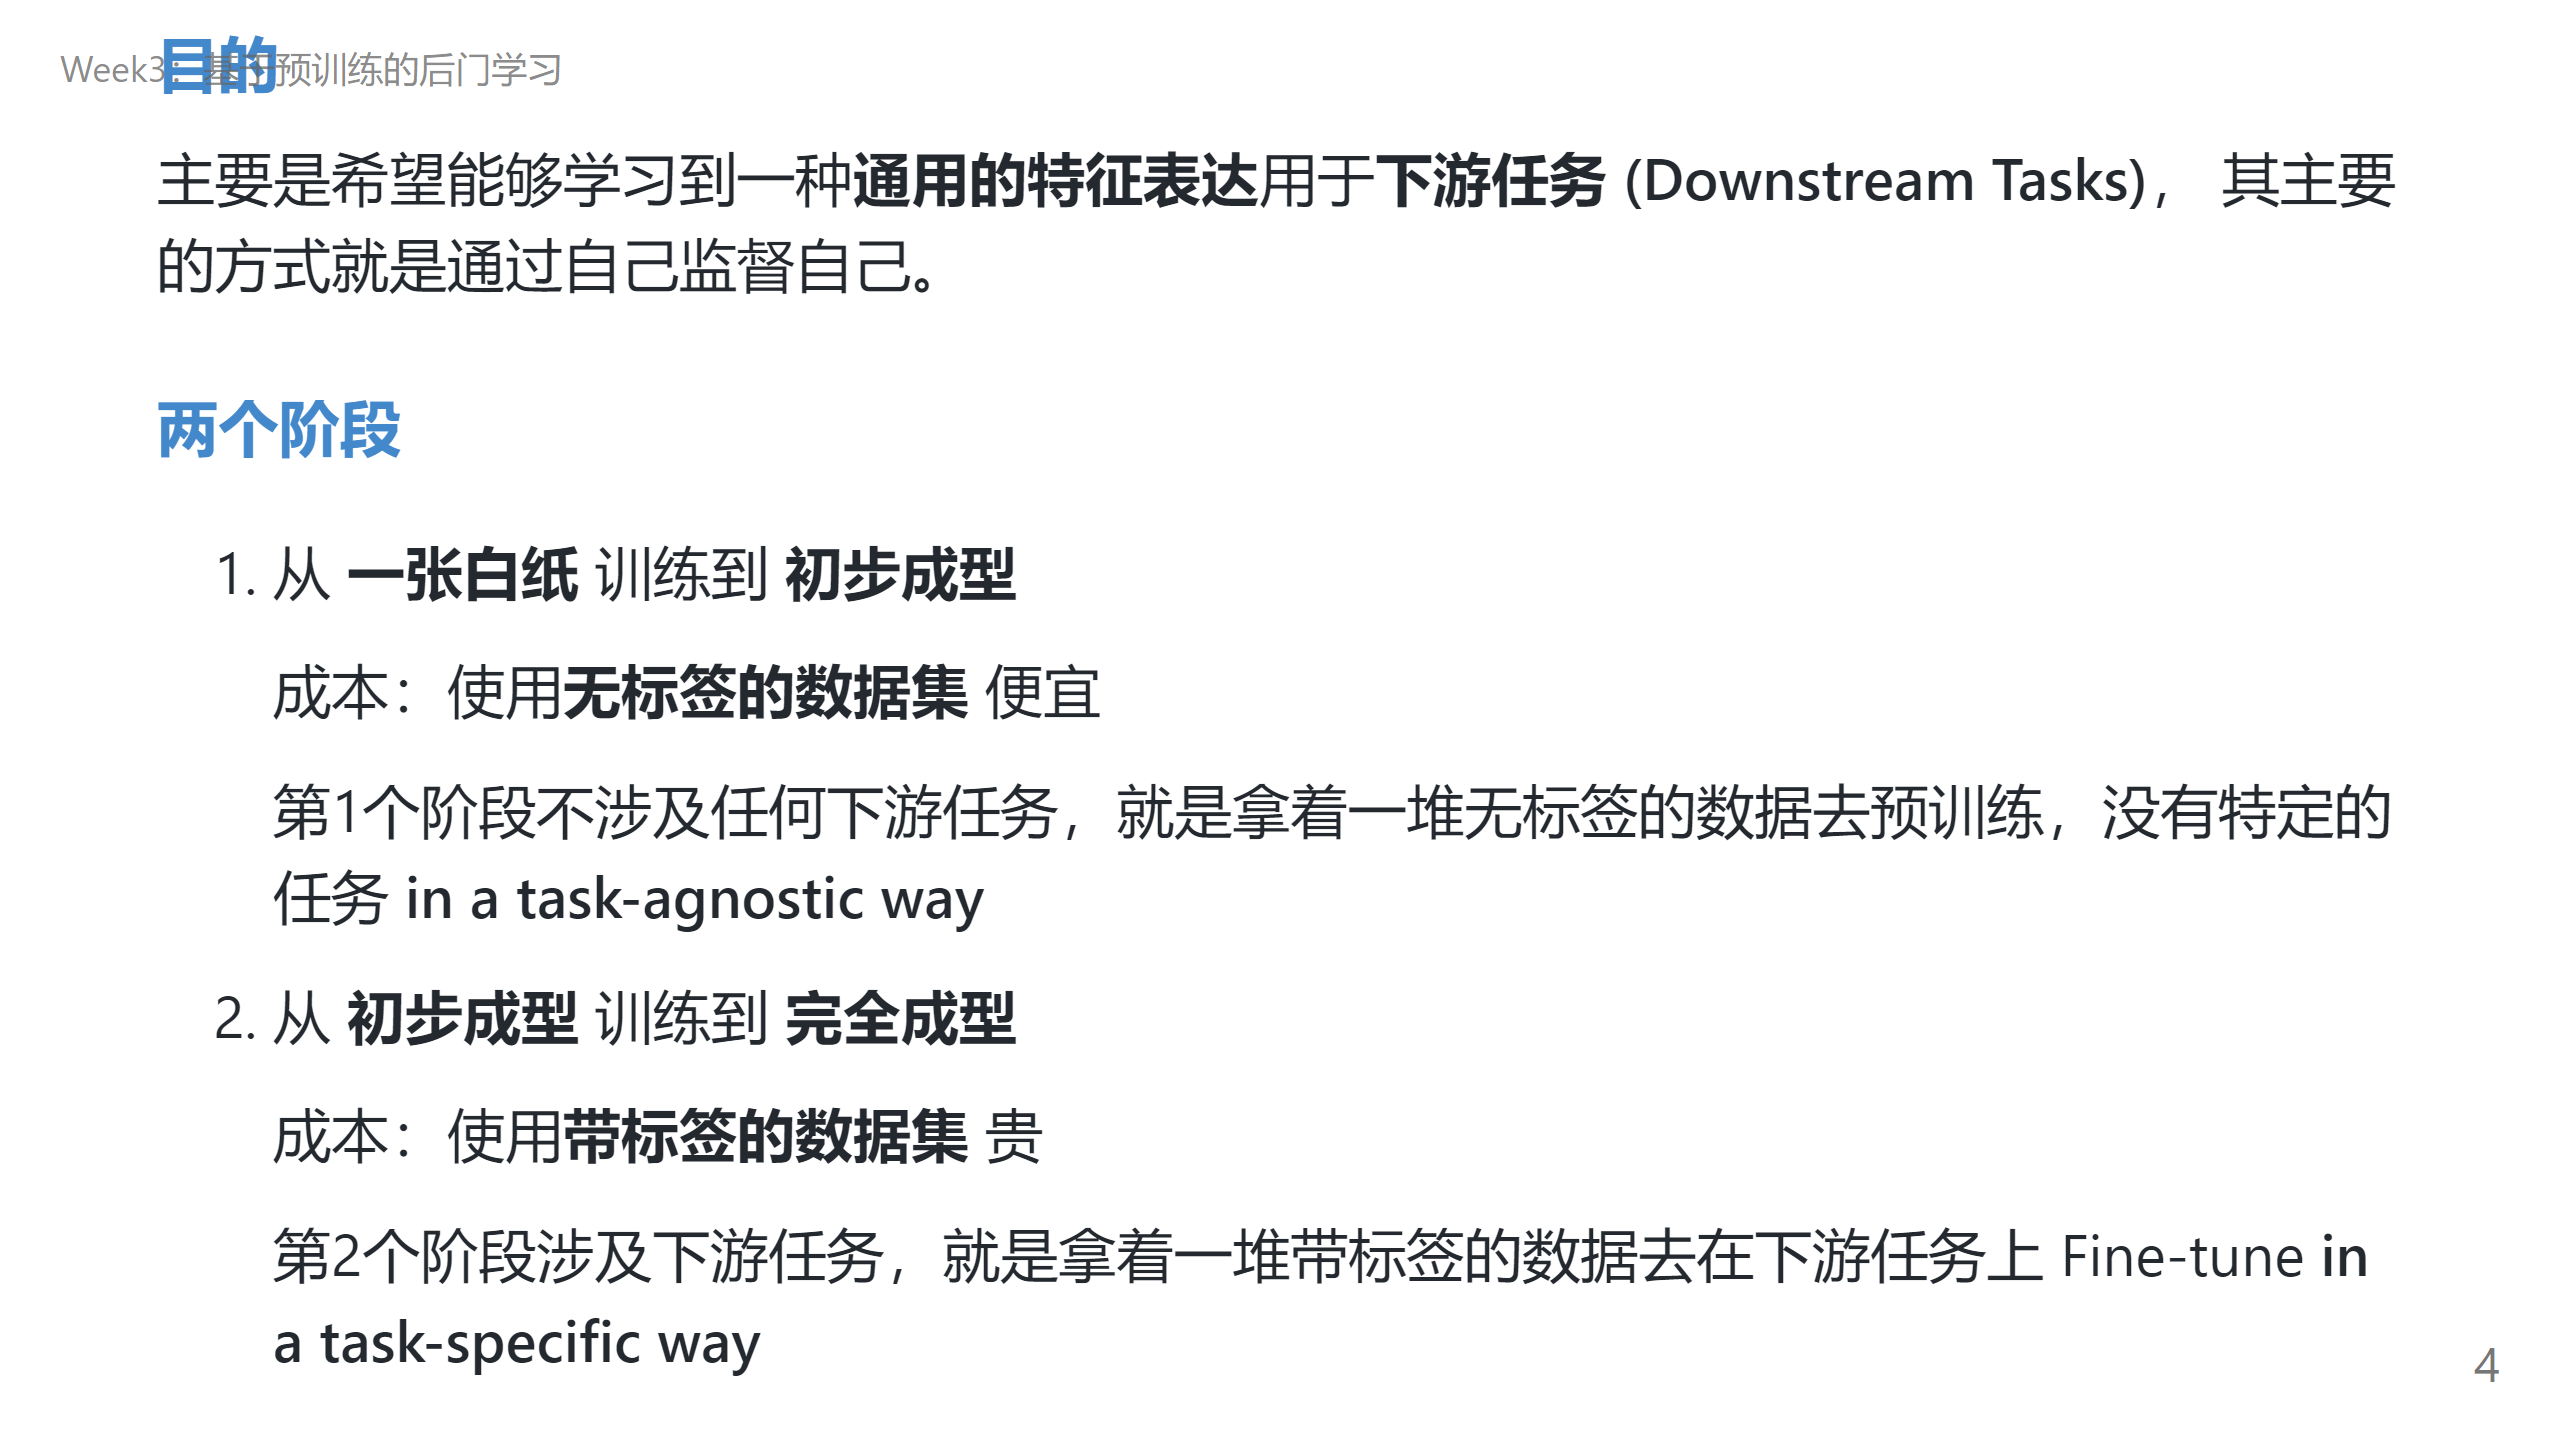 Week3：基于预训练的后门学习
目的
主要是希望能够学习到一种通用的特征表达用于下游任务 (Downstream Tasks)， 其主要
的方式就是通过自己监督自己。
两个阶段
1. 从 一张白纸 训练到 初步成型
成本：使用无标签的数据集 便宜
第1个阶段不涉及任何下游任务，就是拿着一堆无标签的数据去预训练，没有特定的
任务 in a task-agnostic way
2. 从 初步成型 训练到 完全成型
成本：使用带标签的数据集 贵
第2个阶段涉及下游任务，就是拿着一堆带标签的数据去在下游任务上 Fine-tune in
a task-specific way
4